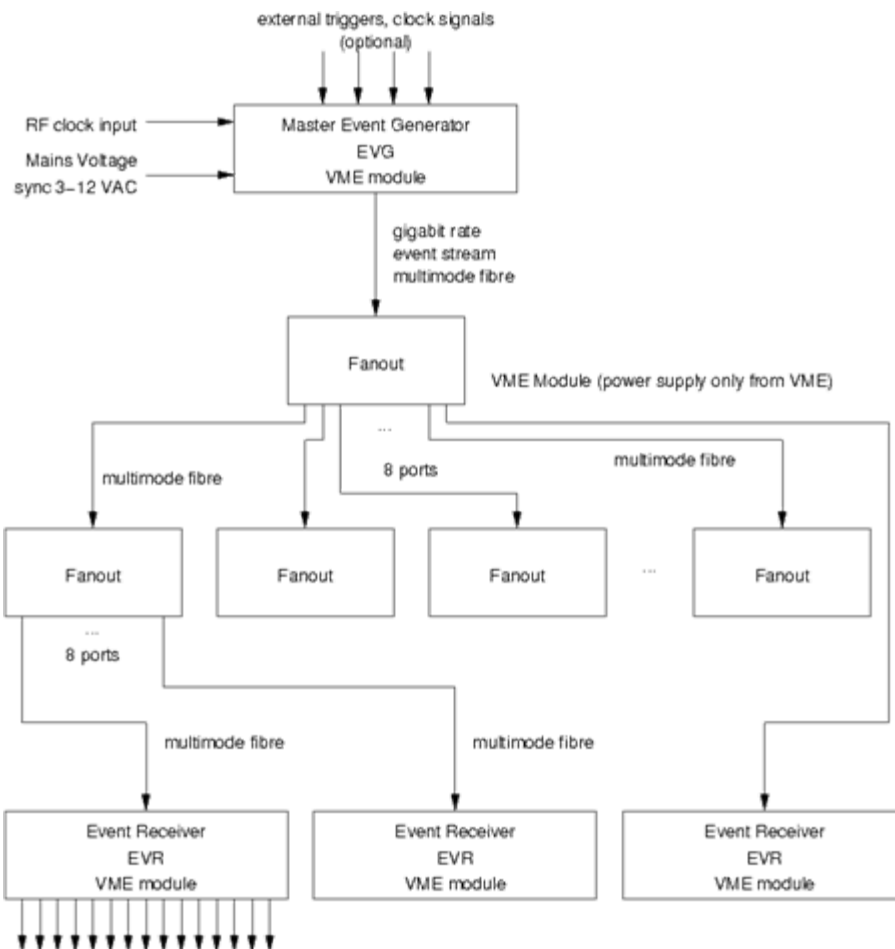 external triggers, clock signals
(optional)
RF clock input
Mains Voltage
sync 3–12 VAC
Master Event Generator
EVG
VME module
gigabit rate
event stream
multimode fibre
Fanout
VME Module (power supply only from VME)
...
multimode fibre
8 ports
multimode fibre
Fanout
Fanout
Fanout
...
Fanout
...
8 ports
multimode fibre
multimode fibre
Event Receiver
EVR
VME module
Event Receiver
EVR
VME module
Event Receiver
EVR
VME module